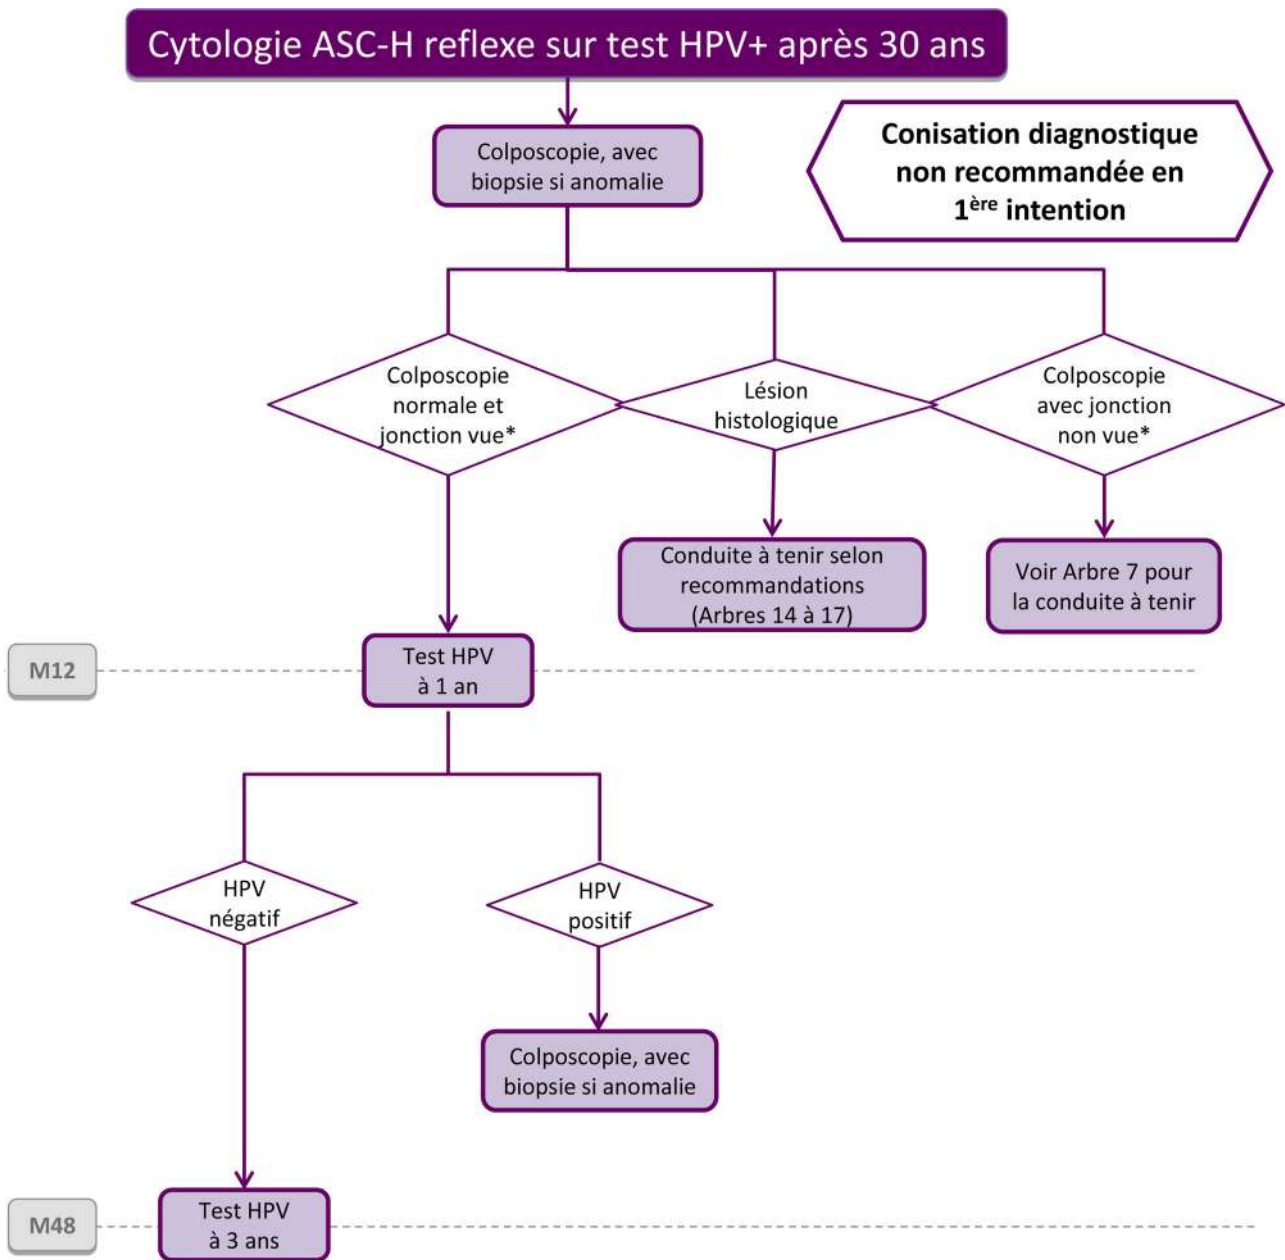 Cytologie ASC-H reflexe sur test HPV+ après 30 ans
Colposcopie, avec
biopsie si anomalie
Conisation diagnostique
non recommandée en
1ère intention
Colposcopie
normale et
jonction vue*
Lésion
histologique
Colposcopie
avec jonction
non vue*
Conduite à tenir selon
recommandations
(Arbres 14 à 17)
Voir Arbre 7 pour
la conduite à tenir
M12
Test HPV
à 1 an
HPV
négatif
HPV
positif
Colposcopie, avec
biopsie si anomalie
M48
Test HPV
à 3 ans